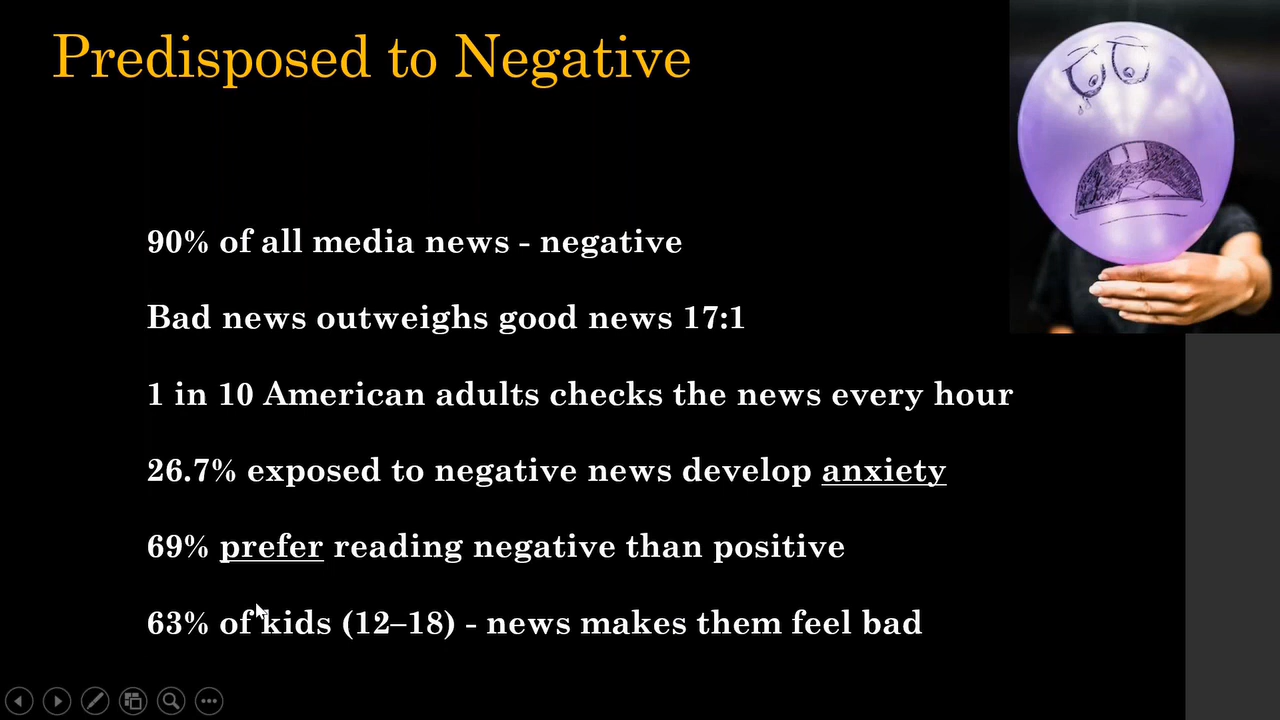 Predisposed to Negative
90% of all media news - negative
Bad news outweighs good news 17:1
1 in 10 American adults checks the news every hour
26.7% exposed to negative news develop anxiety
69% prefer reading negative than positive
63% of kids (12–18) - news makes them feel bad